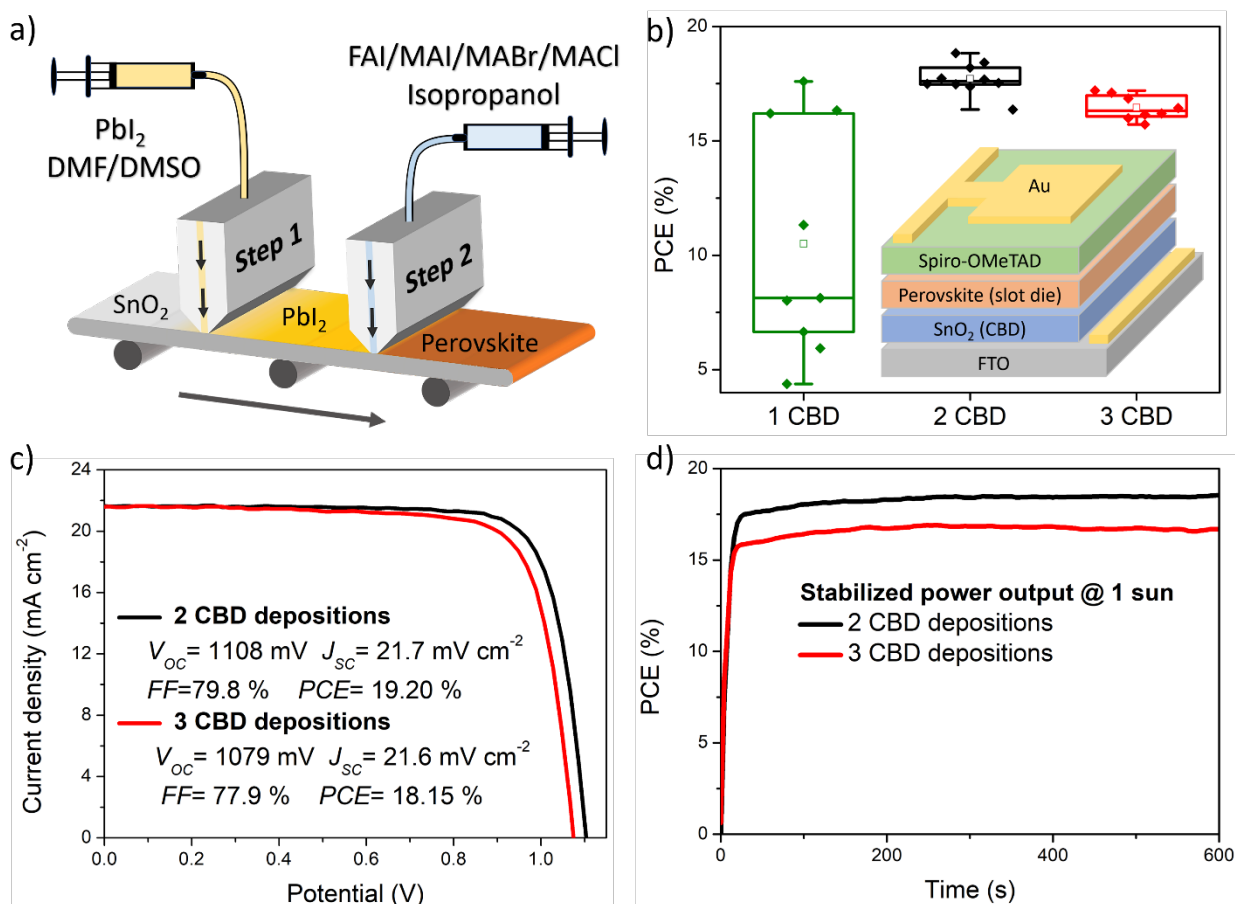 a)
FAI/MAI/MABr/MACl
Isopropanol
PbI₂
DMF/DMSO
Step 1
Step 2
SnO₂
PbI₂
Perovskite
b)
20
15
10
5
PCE (%)
Au
Spiro-OMeTAD
Perovskite (slot die)
SnO₂ (CBD)
FTO
1 CBD
2 CBD
3 CBD
c)
24
20
16
12
8
4
0
Current density (mA cm⁻²)
2 CBD depositions
V_OC= 1108 mV J_SC= 21.7 mV cm⁻²
FF=79.8 % PCE= 19.20 %
3 CBD depositions
V_OC= 1079 mV J_SC= 21.6 mV cm⁻²
FF= 77.9 % PCE= 18.15 %
0.0 0.2 0.4 0.6 0.8 1.0
Potential (V)
d)
20
15
10
5
0
PCE (%)
Stabilized power output @ 1 sun
2 CBD depositions
3 CBD depositions
0 200 400 600
Time (s)